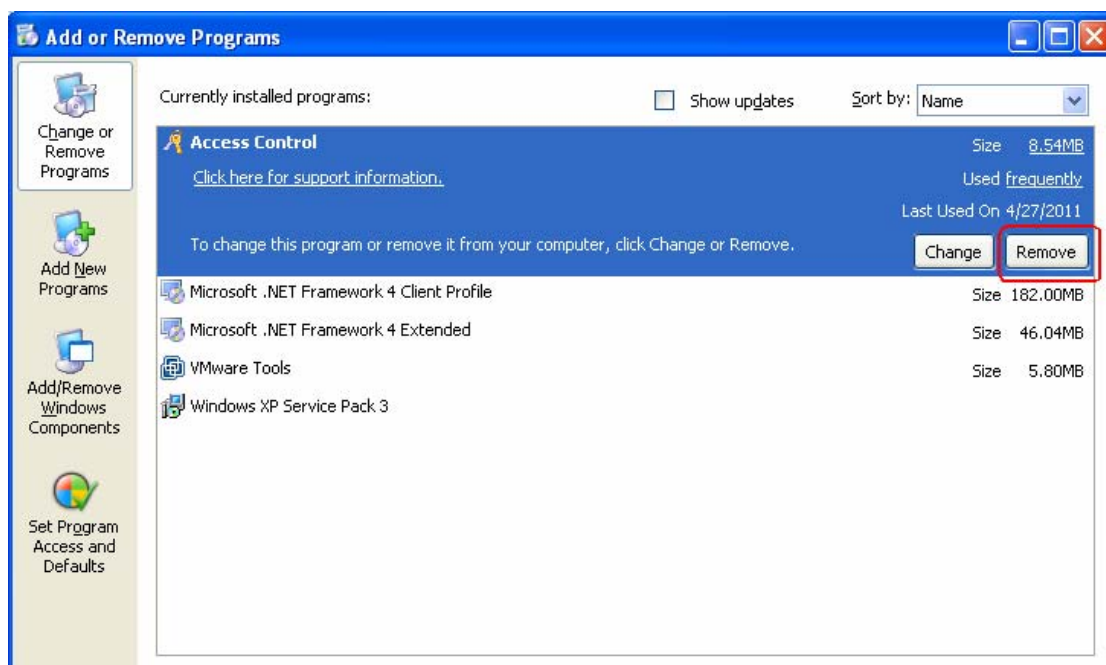 Add or Remove Programs
Change or
Remove
Programs
Add New
Programs
Add/Remove
Windows
Components
Set Program
Access and
Defaults
Currently installed programs:
Show updates
Sort by: Name
Access Control
Size 8.54MB
Click here for support information.
Used frequently
Last Used On 4/27/2011
To change this program or remove it from your computer, click Change or Remove.
Change Remove
Microsoft .NET Framework 4 Client Profile Size 182.00MB
Microsoft .NET Framework 4 Extended Size 46.04MB
VMware Tools Size 5.80MB
Windows XP Service Pack 3